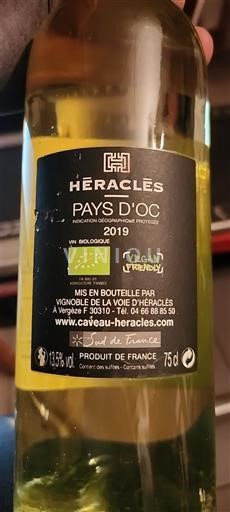 HÉRACLÈS
PAYS D'OC
INDICATION GÉOGRAPHIQUE PROTÉGÉE
2019
VIN BIOLOGIQUE
VEGAN
FRIENDLY
VINIOU
AGRICULTURE FRANCE
MIS EN BOUTEILLE PAR
VIGNOBLE DE LA VOIE D'HÉRACLÈS
À Vergèze F 30310 - Tél. 04 66 88 85 50
www.caveau-heracles.com
Sud de France
13,5% vol
PRODUIT DE FRANCE
75 cl
Contient des sulfites - Contains sulfites